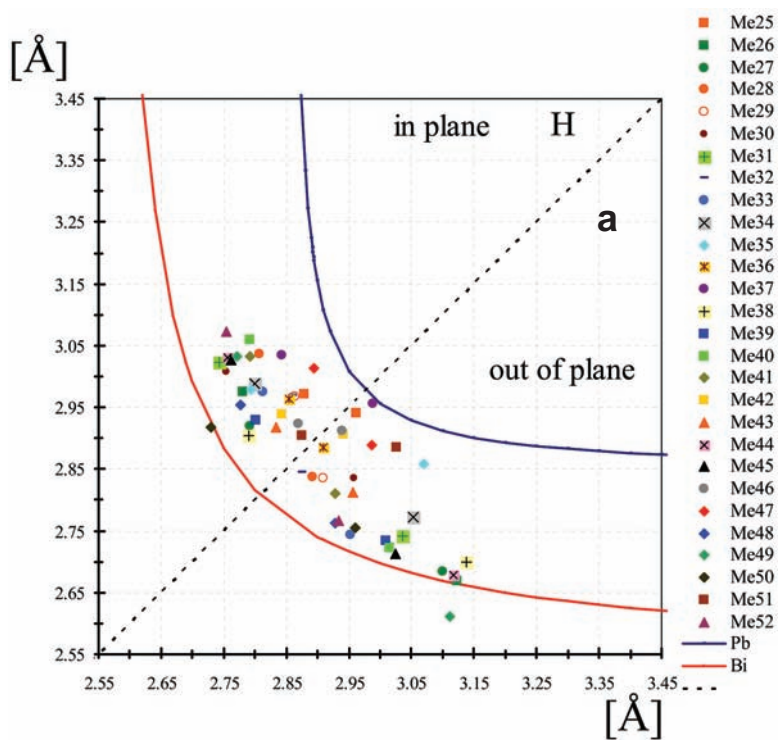 [Å]
3.45
3.35
3.25
3.15
3.05
2.95
2.85
2.75
2.65
2.55
in plane H
a
out of plane
2.55 2.65 2.75 2.85 2.95 3.05 3.15 3.25 3.35 3.45
[Å]
Me25
Me26
Me27
Me28
Me29
Me30
Me31
Me32
Me33
Me34
Me35
Me36
Me37
Me38
Me39
Me40
Me41
Me42
Me43
Me44
Me45
Me46
Me47
Me48
Me49
Me50
Me51
Me52
Pb
Bi